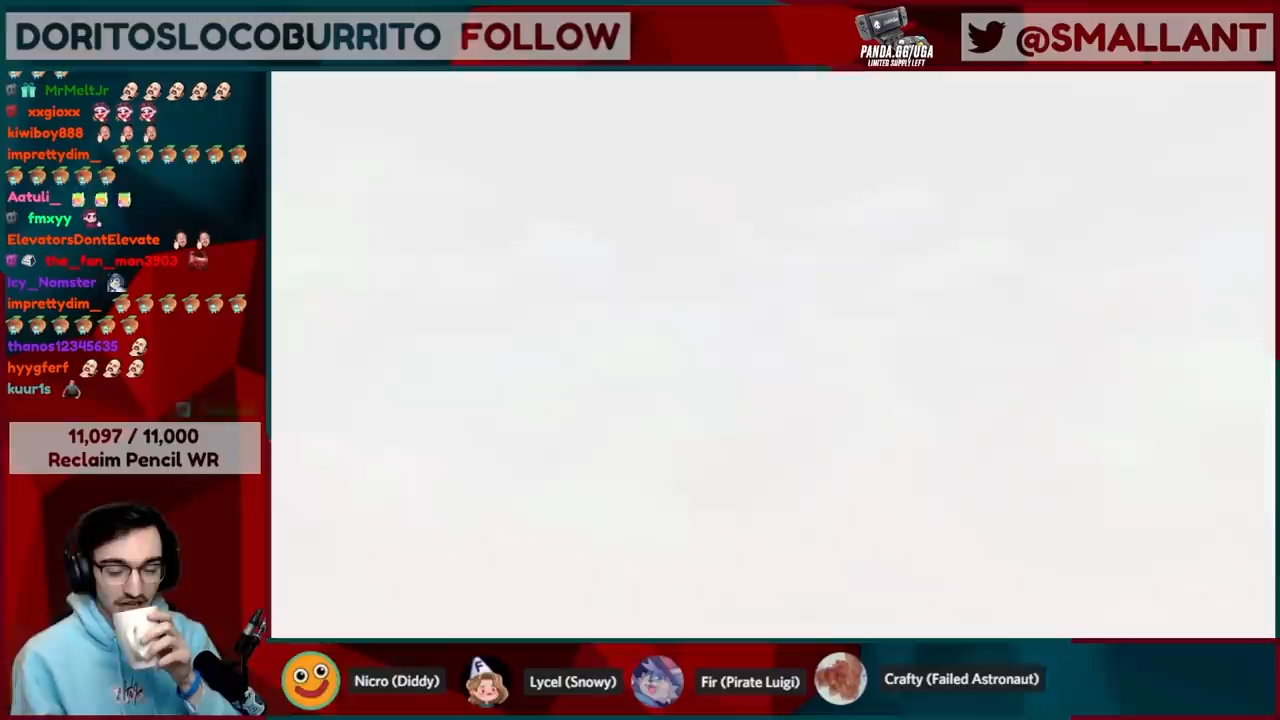 DORITOSLOCOBURRITO FOLLOW
PANDA.GG/UGA
LIMITED SUPPLY LEFT
@SMALLANT
MrMeltJr
xxgioxx
kiwiboy888
imprettydim_
Aatuli_
fmxyy
ElevatorsDontElevate
the_fan_man3903
Icy_Nomster
imprettydim_
thanos12345635
hyygferf
kuur1s
11,097 / 11,000
Reclaim Pencil WR
Nicro (Diddy)
Lycel (Snowy)
Fir (Pirate Luigi)
Crafty (Failed Astronaut)